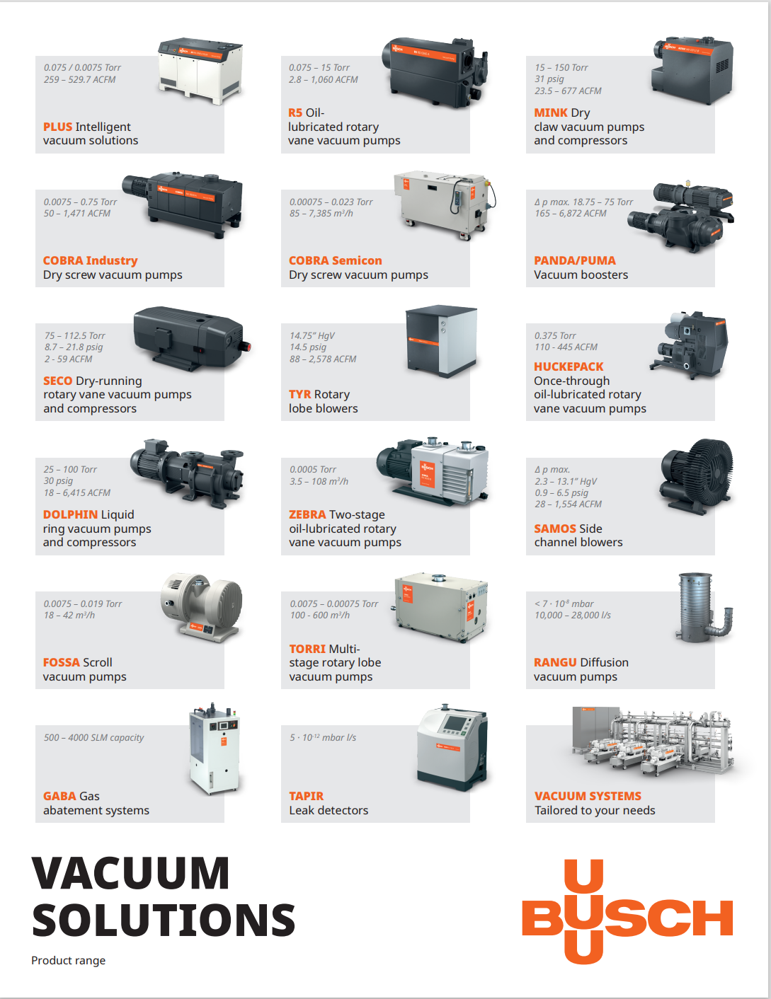 0.075 / 0.0075 Torr
259 – 529.7 ACFM
PLUS Intelligent
vacuum solutions
0.075 – 15 Torr
2.8 – 1,060 ACFM
R5 Oil-
lubricated rotary
vane vacuum pumps
15 – 150 Torr
31 psig
23.5 – 677 ACFM
MINK Dry
claw vacuum pumps
and compressors
0.0075 – 0.75 Torr
50 – 1,471 ACFM
COBRA Industry
Dry screw vacuum pumps
0.00075 – 0.023 Torr
85 – 7,385 m³/h
COBRA Semicon
Dry screw vacuum pumps
Δ p max. 18.75 – 75 Torr
165 – 6,872 ACFM
PANDA/PUMA
Vacuum boosters
75 – 112.5 Torr
8.7 – 21.8 psig
2 - 59 ACFM
SECO Dry-running
rotary vane vacuum pumps
and compressors
14.75” HgV
14.5 psig
88 – 2,578 ACFM
TYR Rotary
lobe blowers
0.375 Torr
110 - 445 ACFM
HUCKEPACK
Once-through
oil-lubricated rotary
vane vacuum pumps
25 – 100 Torr
30 psig
18 – 6,415 ACFM
DOLPHIN Liquid
ring vacuum pumps
and compressors
0.0005 Torr
3.5 – 108 m³/h
BUSCH
ZEBRA Two-stage
oil-lubricated rotary
vane vacuum pumps
Δ p max.
2.3 – 13.1” HgV
0.9 – 6.5 psig
28 – 1,554 ACFM
SAMOS Side
channel blowers
0.0075 – 0.019 Torr
18 – 42 m³/h
FOSSA Scroll
vacuum pumps
0.0075 – 0.00075 Torr
100 - 600 m³/h
TORRI Multi-
stage rotary lobe
vacuum pumps
< 7 · 10⁻⁸ mbar
10,000 – 28,000 l/s
RANGU Diffusion
vacuum pumps
500 – 4000 SLM capacity
GABA Gas
abatement systems
5 · 10⁻¹² mbar l/s
TAPIR
Leak detectors
VACUUM SYSTEMS
Tailored to your needs
VACUUM
SOLUTIONS
Product range
U
BUSCH
U